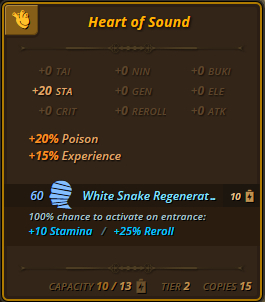 Heart of Sound
+0 TAI +0 NIN +0 BUKI
+20 STA +0 GEN +0 ELE
+0 CRIT +0 REROLL +0 ATK
+20% Poison
+15% Experience
60 White Snake Regenerat... 10
100% chance to activate on entrance:
+10 Stamina / +25% Reroll
CAPACITY 10 / 13 TIER 2 COPIES 15